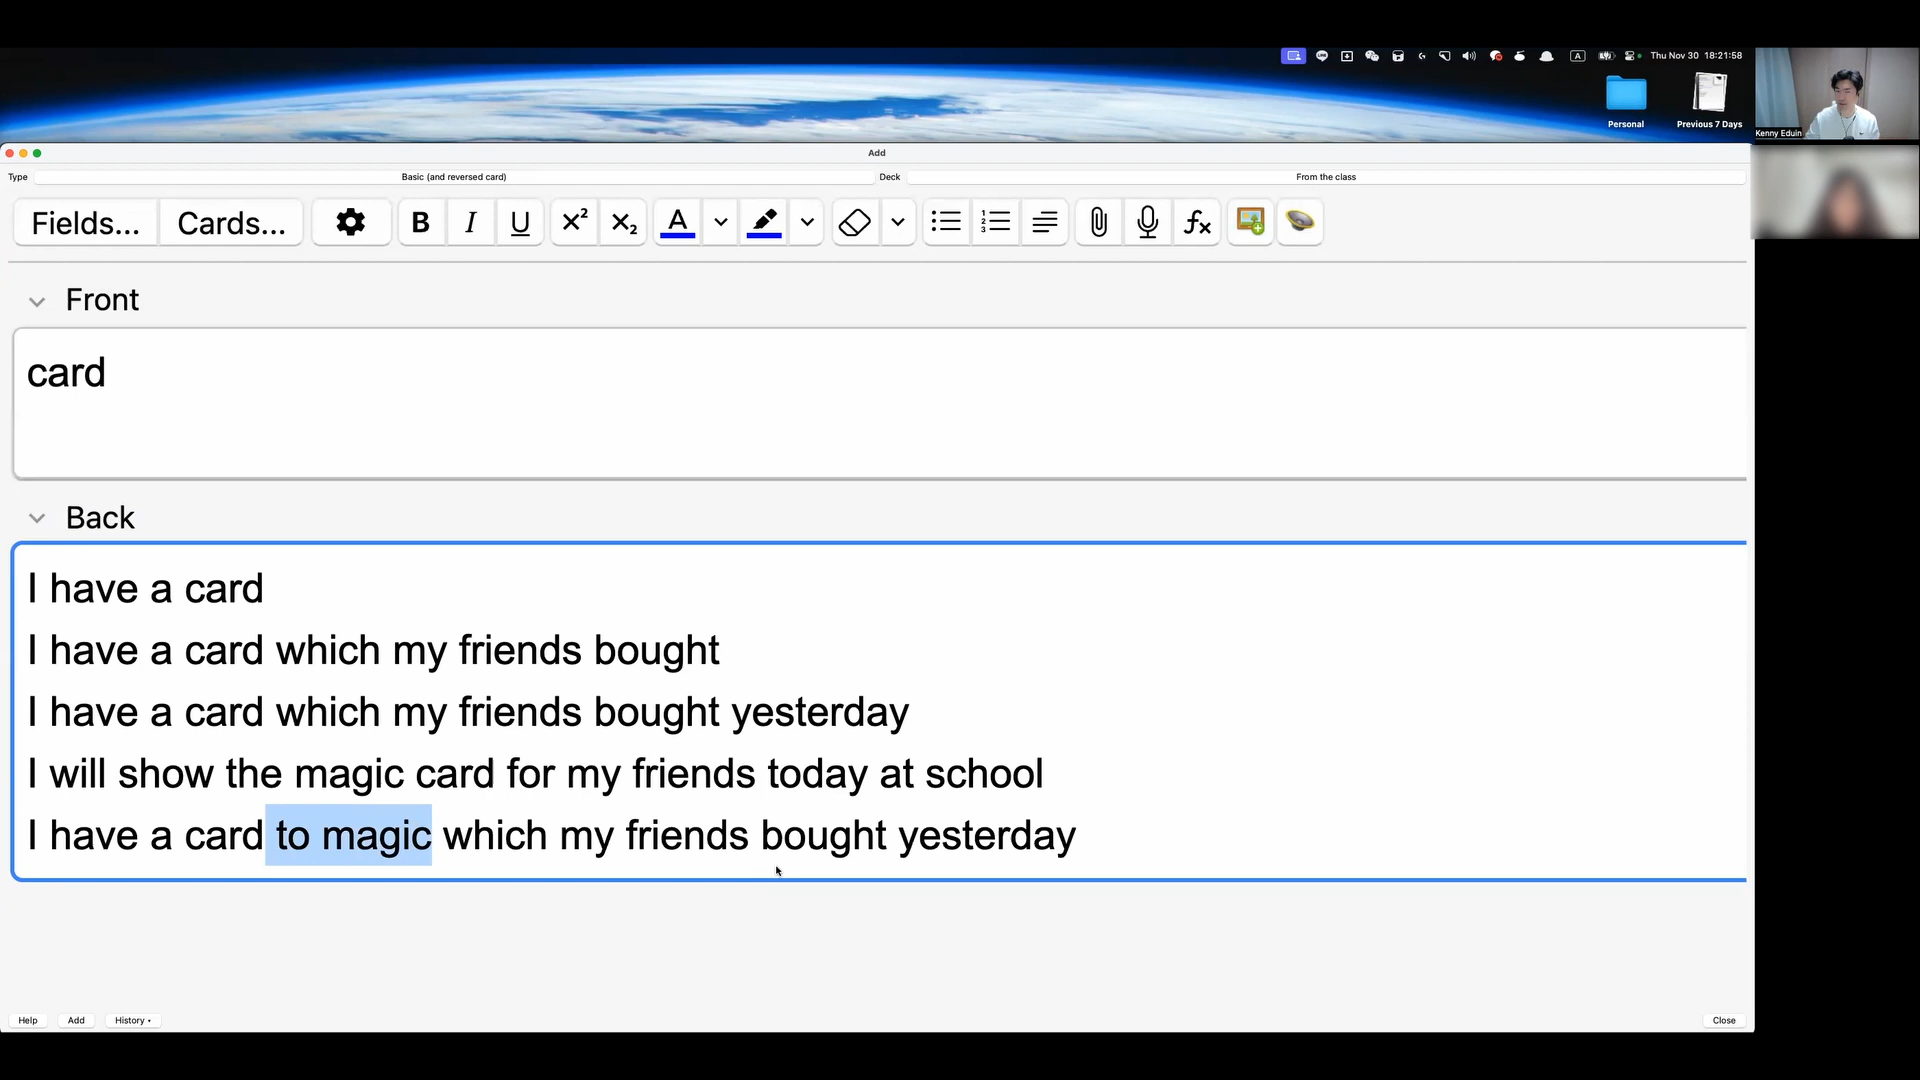 Thu Nov 30 18:21:58
Personal
Previous 7 Days
Kenny Eduin
Add
Type
Basic (and reversed card)
Deck
From the class
Fields...
Cards...
Front
card
Back
I have a card
I have a card which my friends bought
I have a card which my friends bought yesterday
I will show the magic card for my friends today at school
I have a card to magic which my friends bought yesterday
Help
Add
History
Close